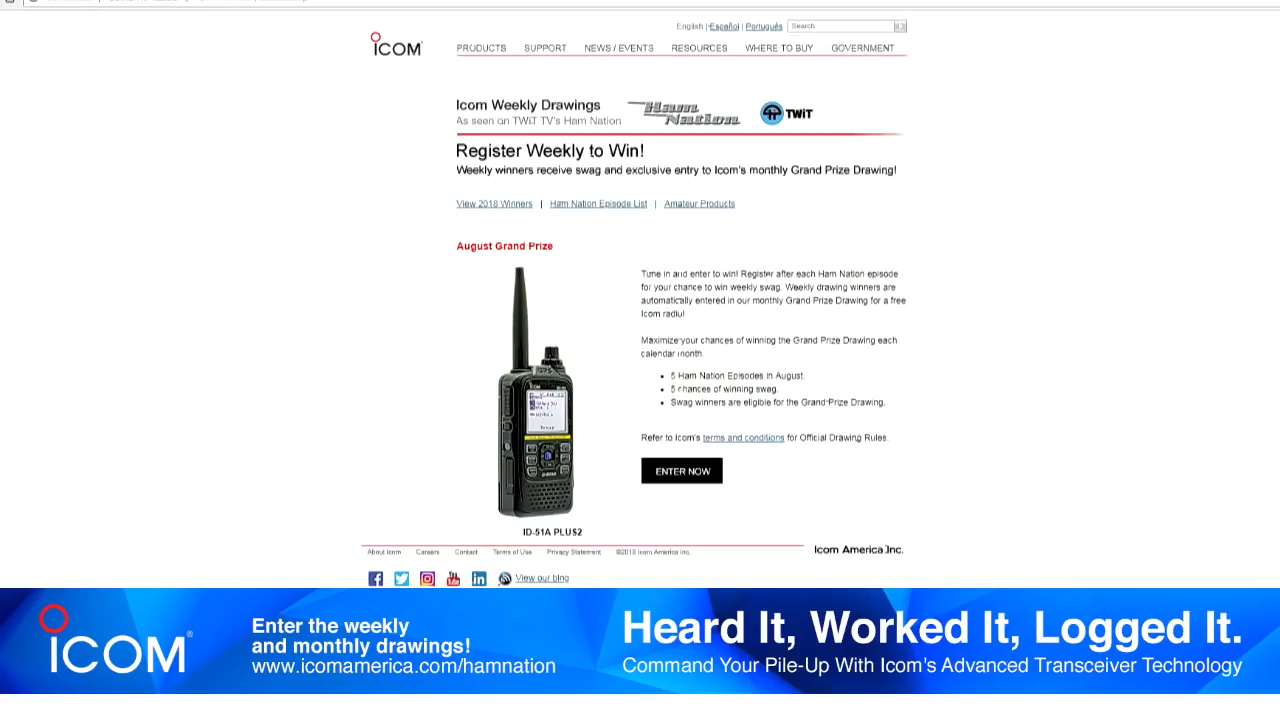 English | Español | Português
Search
ICOM
PRODUCTS SUPPORT NEWS / EVENTS RESOURCES WHERE TO BUY GOVERNMENT
Icom Weekly Drawings
As seen on TWiT TV's Ham Nation
Ham Nation
TWiT
Register Weekly to Win!
Weekly winners receive swag and exclusive entry to Icom's monthly Grand Prize Drawing!
View 2018 Winners | Ham Nation Episode List | Amateur Products
August Grand Prize
Tune in and enter to win! Register after each Ham Nation episode
for your chance to win weekly swag. Weekly drawing winners are
automatically entered in our monthly Grand Prize Drawing for a free
Icom radio!
Maximize your chances of winning the Grand Prize Drawing each
calendar month.
• 5 Ham Nation Episodes in August.
• 5 chances of winning swag.
• Swag winners are eligible for the Grand Prize Drawing.
Refer to Icom's terms and conditions for Official Drawing Rules.
ENTER NOW
ID-51A PLUS2
About Icom Careers Contact Terms of Use Privacy Statement ©2018 Icom America Inc.
Icom America Inc.
View our blog
ICOM®
Enter the weekly
and monthly drawings!
www.icomamerica.com/hamnation
Heard It, Worked It, Logged It.
Command Your Pile-Up With Icom's Advanced Transceiver Technology